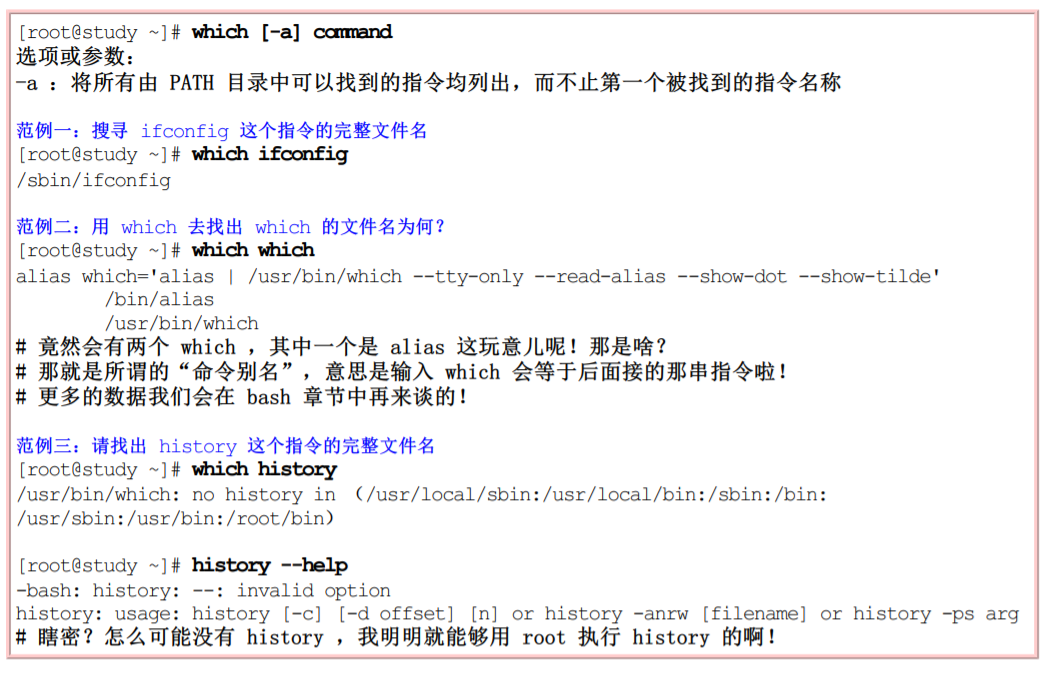 [root@study ~]# which [-a] command
选项或参数：
-a ：将所有由 PATH 目录中可以找到的指令均列出，而不止第一个被找到的指令名称
范例一：搜寻 ifconfig 这个指令的完整文件名
[root@study ~]# which ifconfig
/sbin/ifconfig
范例二：用 which 去找出 which 的文件名为何？
[root@study ~]# which which
alias which='alias | /usr/bin/which --tty-only --read-alias --show-dot --show-tilde'
/bin/alias
/usr/bin/which
# 竟然会有两个 which ，其中一个是 alias 这玩意儿呢！那是啥？
# 那就是所谓的“命令别名”，意思是输入 which 会等于后面接的那串指令啦！
# 更多的数据我们会在 bash 章节中再来谈的！
范例三：请找出 history 这个指令的完整文件名
[root@study ~]# which history
/usr/bin/which: no history in （/usr/local/sbin:/usr/local/bin:/sbin:/bin:
/usr/sbin:/usr/bin:/root/bin）
[root@study ~]# history --help
-bash: history: --: invalid option
history: usage: history [-c] [-d offset] [n] or history -anrw [filename] or history -ps arg
# 瞎密？怎么可能没有 history ，我明明就能够用 root 执行 history 的啊！